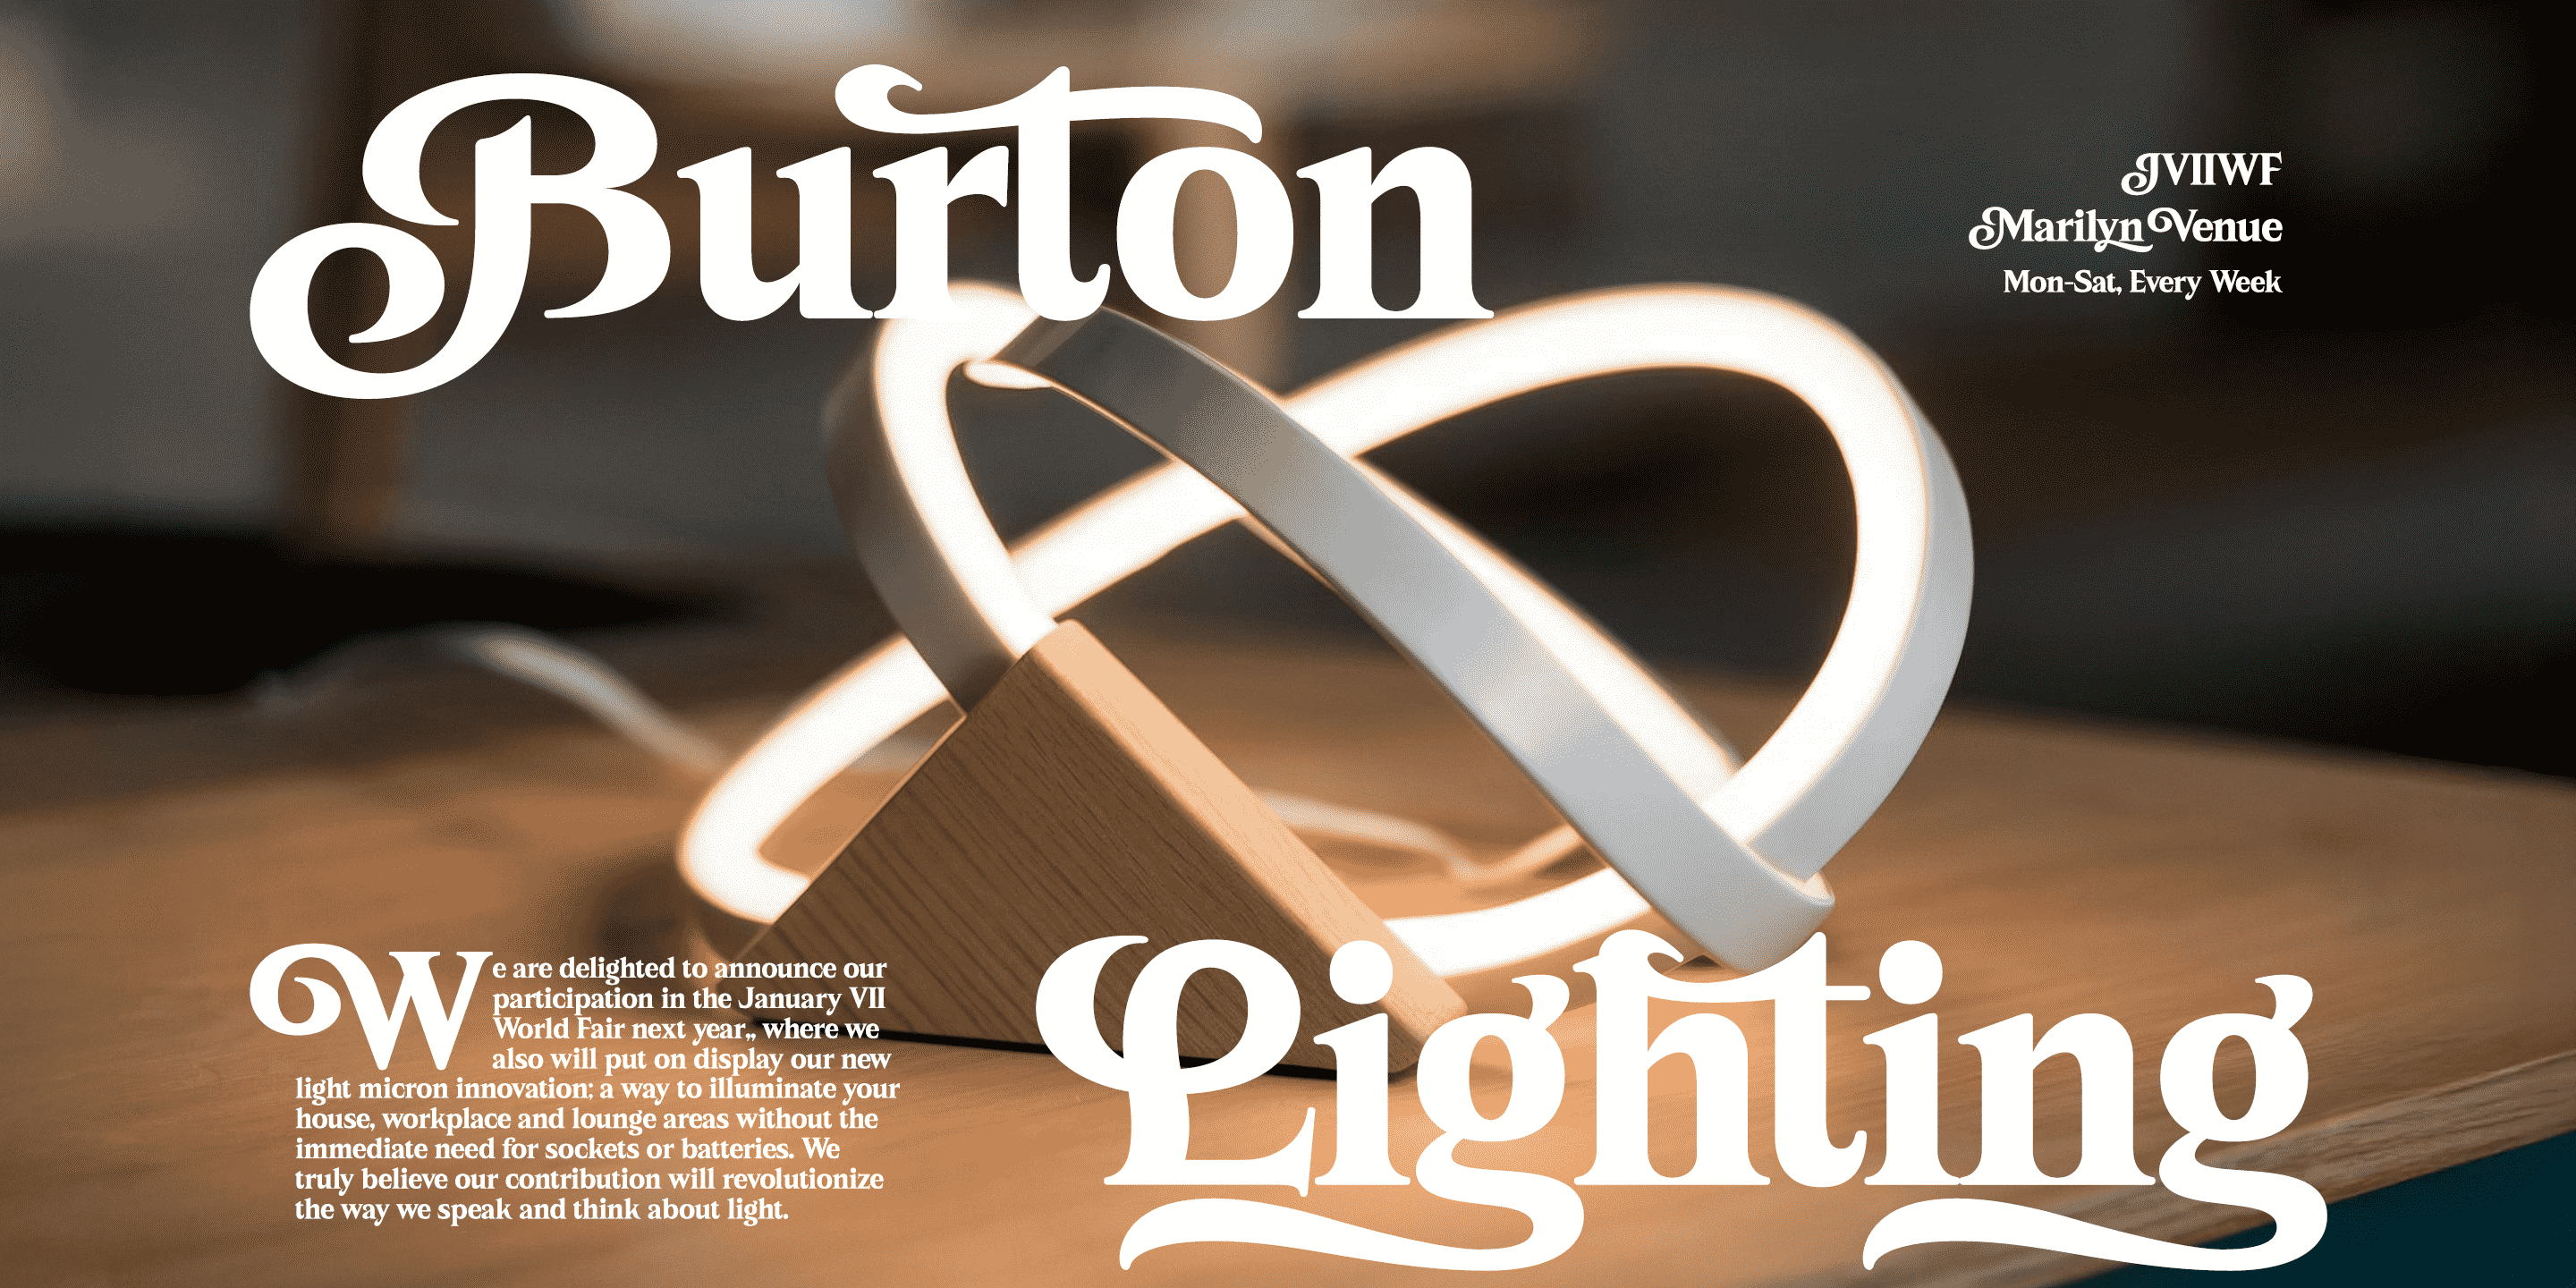 Burton
JVIIWF
Marilyn Venue
Mon-Sat, Every Week
We are delighted to announce our
participation in the January VII
World Fair next year,, where we
also will put on display our new
light micron innovation; a way to illuminate your
house, workplace and lounge areas without the
immediate need for sockets or batteries. We
truly believe our contribution will revolutionize
the way we speak and think about light.
Lighting